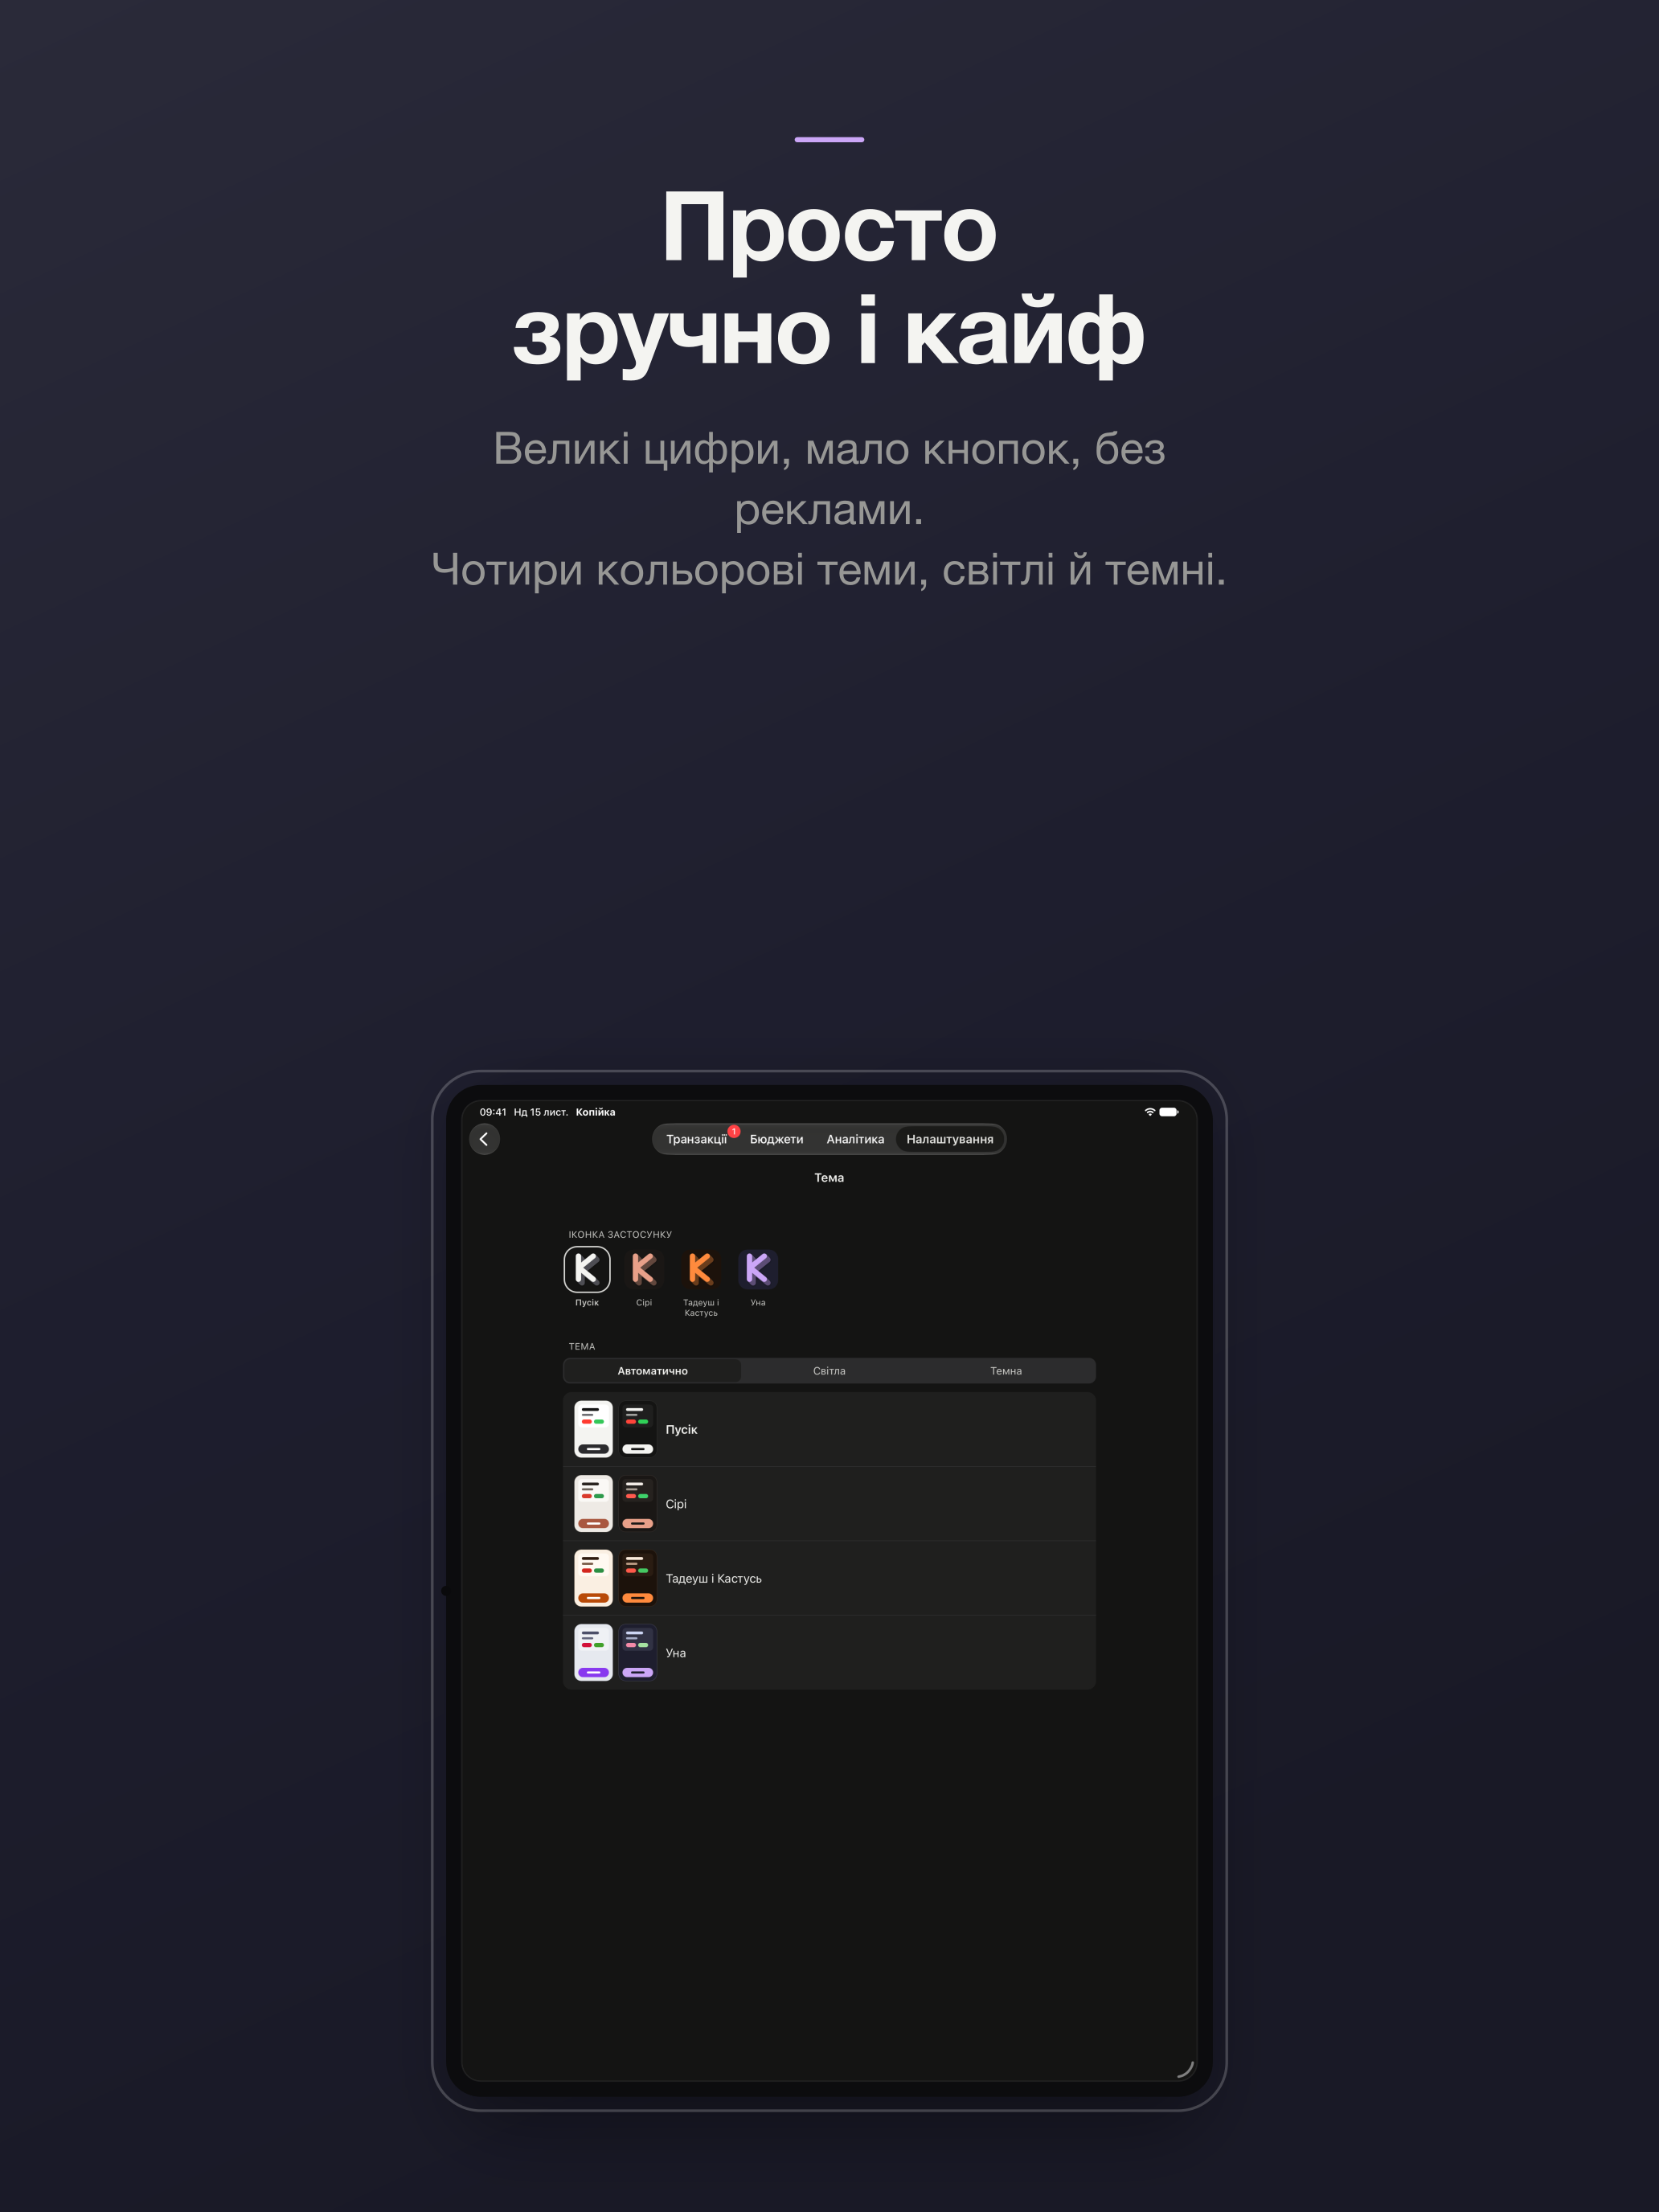 Просто
зручно і кайф
Великі цифри, мало кнопок, без
реклами.
Чотири кольорові теми, світлі й темні.
09:41 Нд 15 лист. Копійка
Транзакції 1 Бюджети Аналітика Налаштування
Тема
ІКОНКА ЗАСТОСУНКУ
Пусік Сірі Тадеуш і Уна
Кастусь
ТЕМА
Автоматично Світла Темна
Пусік
Сірі
Тадеуш і Кастусь
Уна